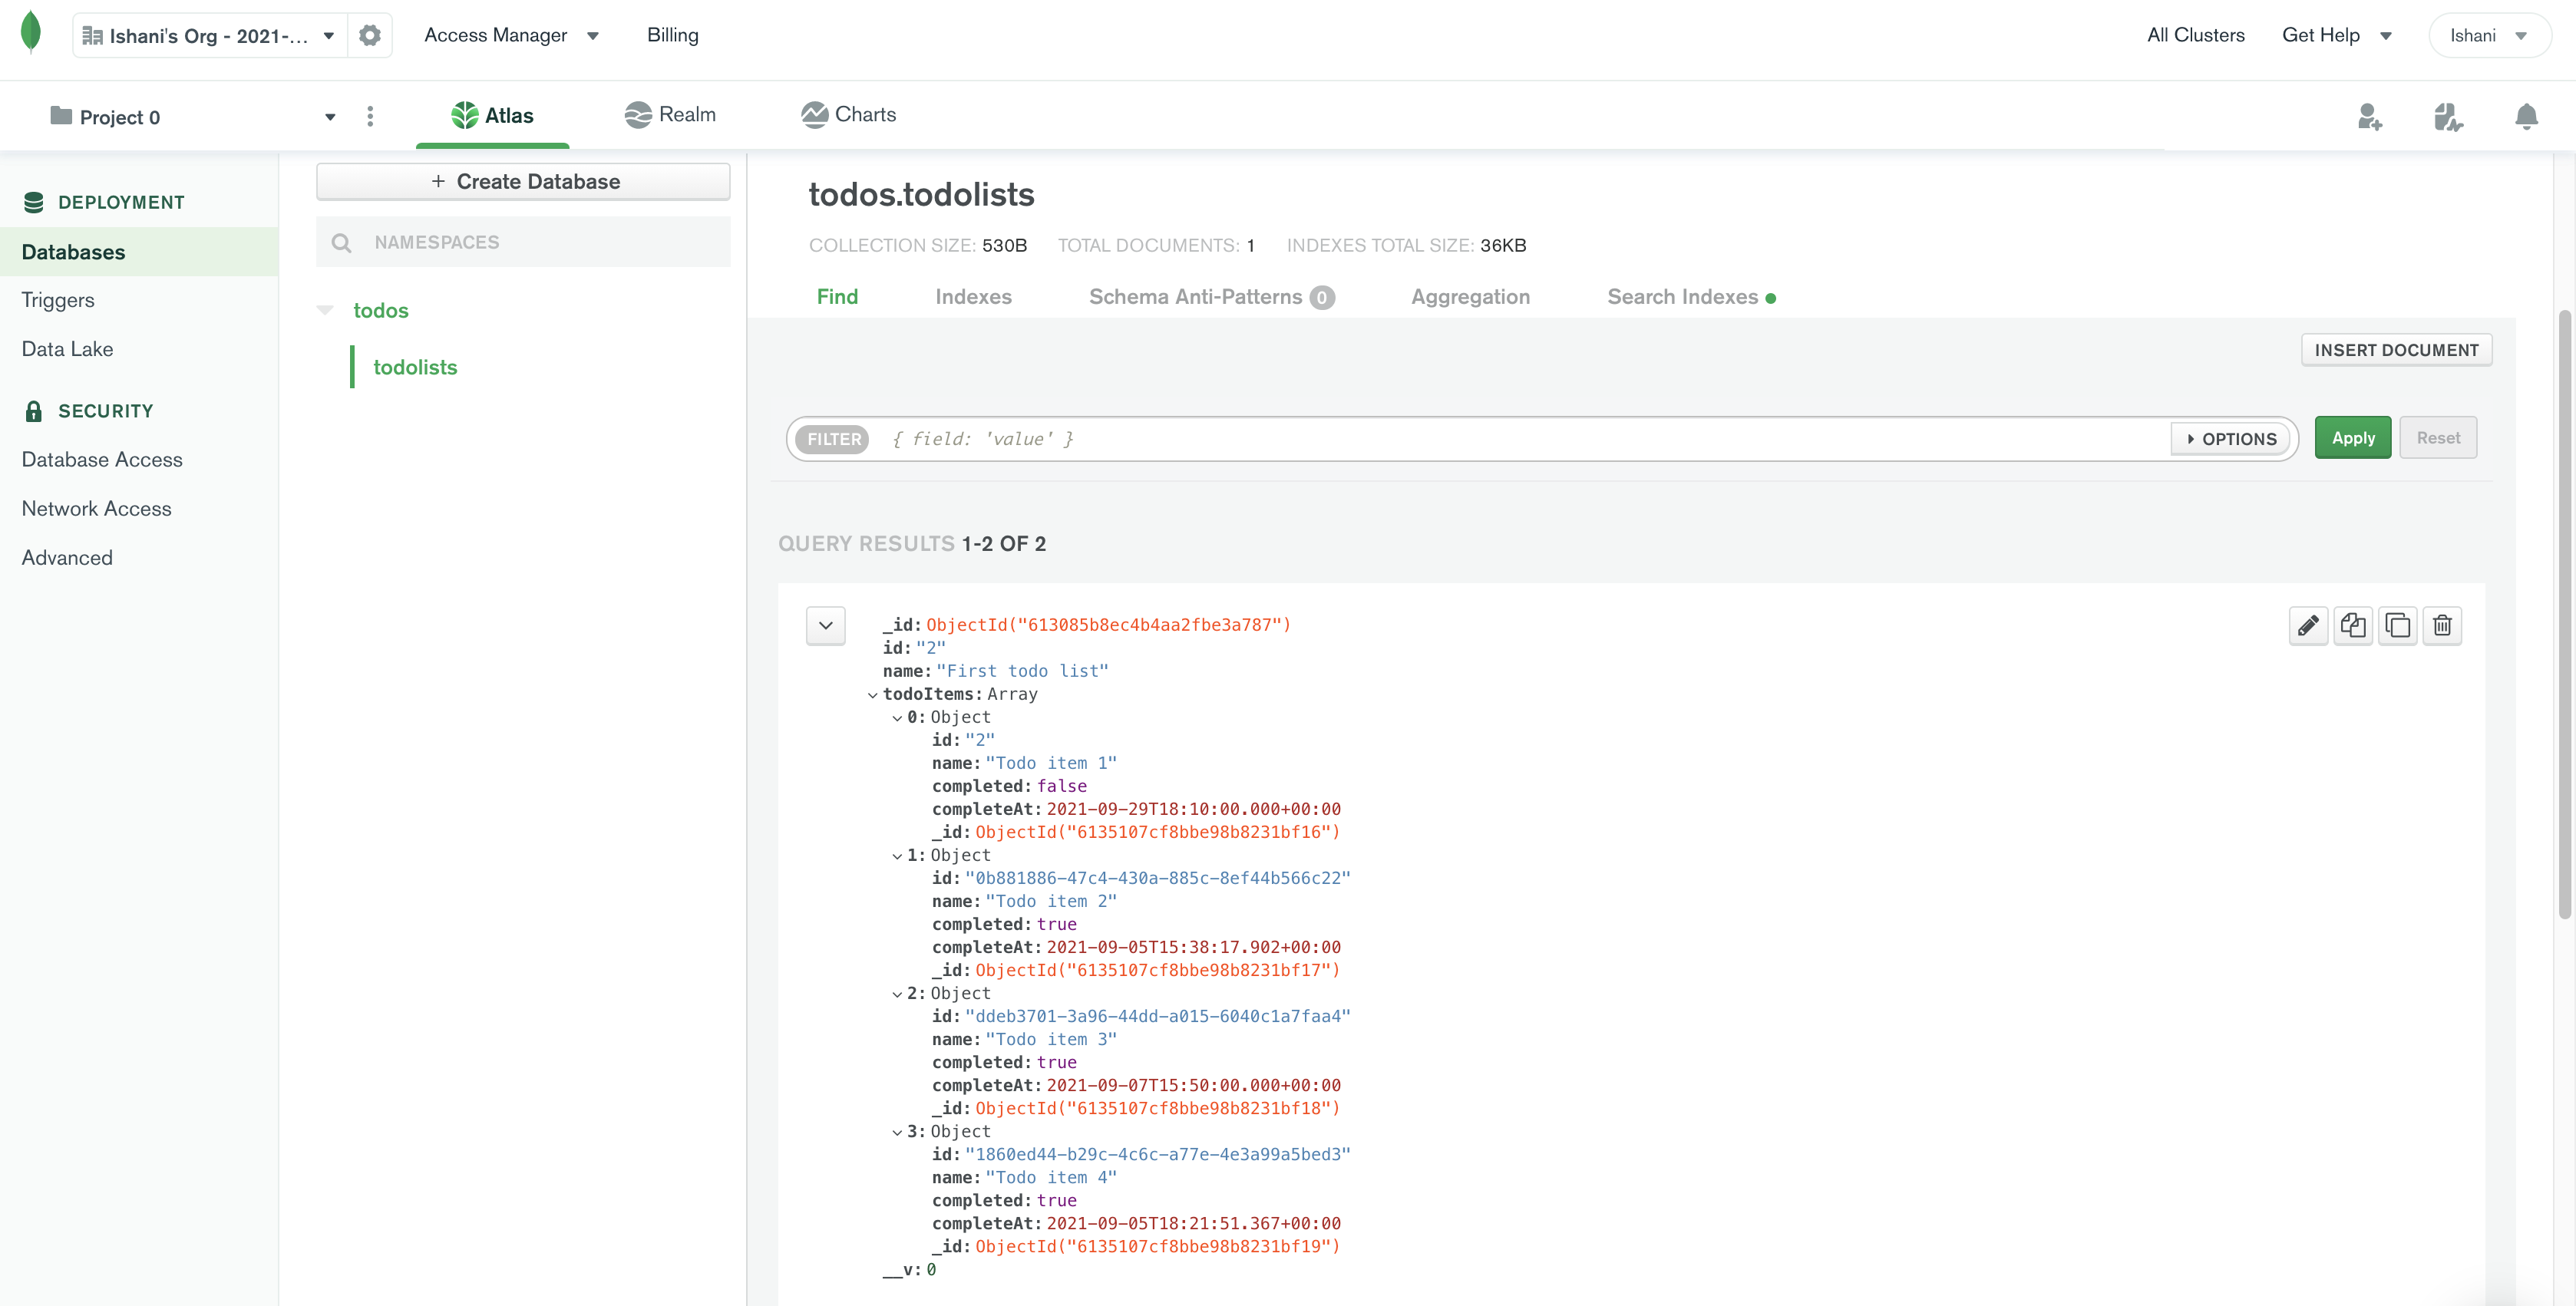 Ishani's Org - 2021-...
Access Manager
Billing
All Clusters
Get Help
Ishani
Project 0
Atlas
Realm
Charts
DEPLOYMENT
Databases
Triggers
Data Lake
SECURITY
Database Access
Network Access
Advanced
+ Create Database
NAMESPACES
todos
todolists
todos.todolists
COLLECTION SIZE: 530B TOTAL DOCUMENTS: 1 INDEXES TOTAL SIZE: 36KB
Find Indexes Schema Anti-Patterns 0 Aggregation Search Indexes
INSERT DOCUMENT
FILTER { field: 'value' } OPTIONS Apply Reset
QUERY RESULTS 1-2 OF 2
_id: ObjectId("613085b8ec4b4aa2fbe3a787")
id: "2"
name: "First todo list"
todoItems: Array
0: Object
id: "2"
name: "Todo item 1"
completed: false
completeAt: 2021-09-29T18:10:00.000+00:00
_id: ObjectId("6135107cf8bbe98b8231bf16")
1: Object
id: "0b881886-47c4-430a-885c-8ef44b566c22"
name: "Todo item 2"
completed: true
completeAt: 2021-09-05T15:38:17.902+00:00
_id: ObjectId("6135107cf8bbe98b8231bf17")
2: Object
id: "ddeb3701-3a96-44dd-a015-6040c1a7faa4"
name: "Todo item 3"
completed: true
completeAt: 2021-09-07T15:50:00.000+00:00
_id: ObjectId("6135107cf8bbe98b8231bf18")
3: Object
id: "1860ed44-b29c-4c6c-a77e-4e3a99a5bed3"
name: "Todo item 4"
completed: true
completeAt: 2021-09-05T18:21:51.367+00:00
_id: ObjectId("6135107cf8bbe98b8231bf19")
__v: 0